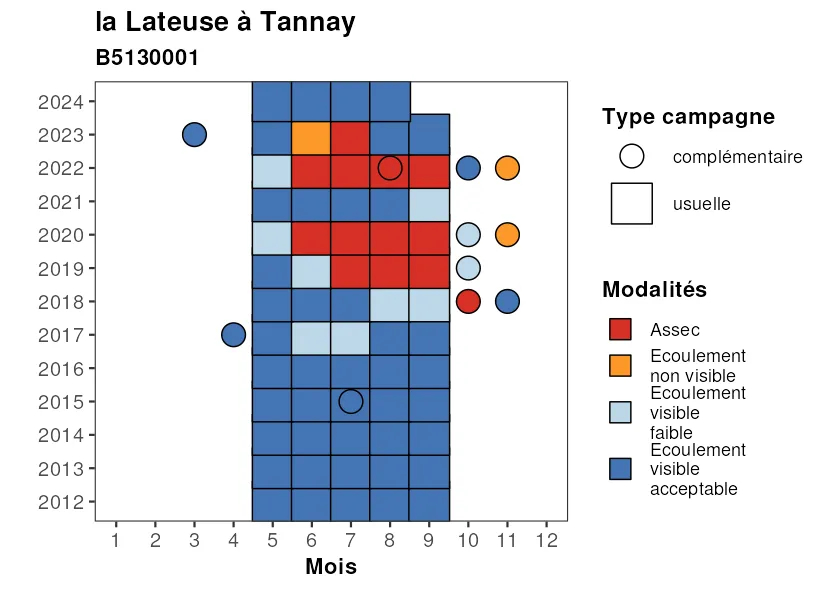 la Lateuse à Tannay
B5130001
2024
2023
2022
2021
2020
2019
2018
2017
2016
2015
2014
2013
2012
1 2 3 4 5 6 7 8 9 10 11 12
Mois
Type campagne
complémentaire
usuelle
Modalités
Assec
Ecoulement
non visible
Ecoulement
visible
faible
Ecoulement
visible
acceptable